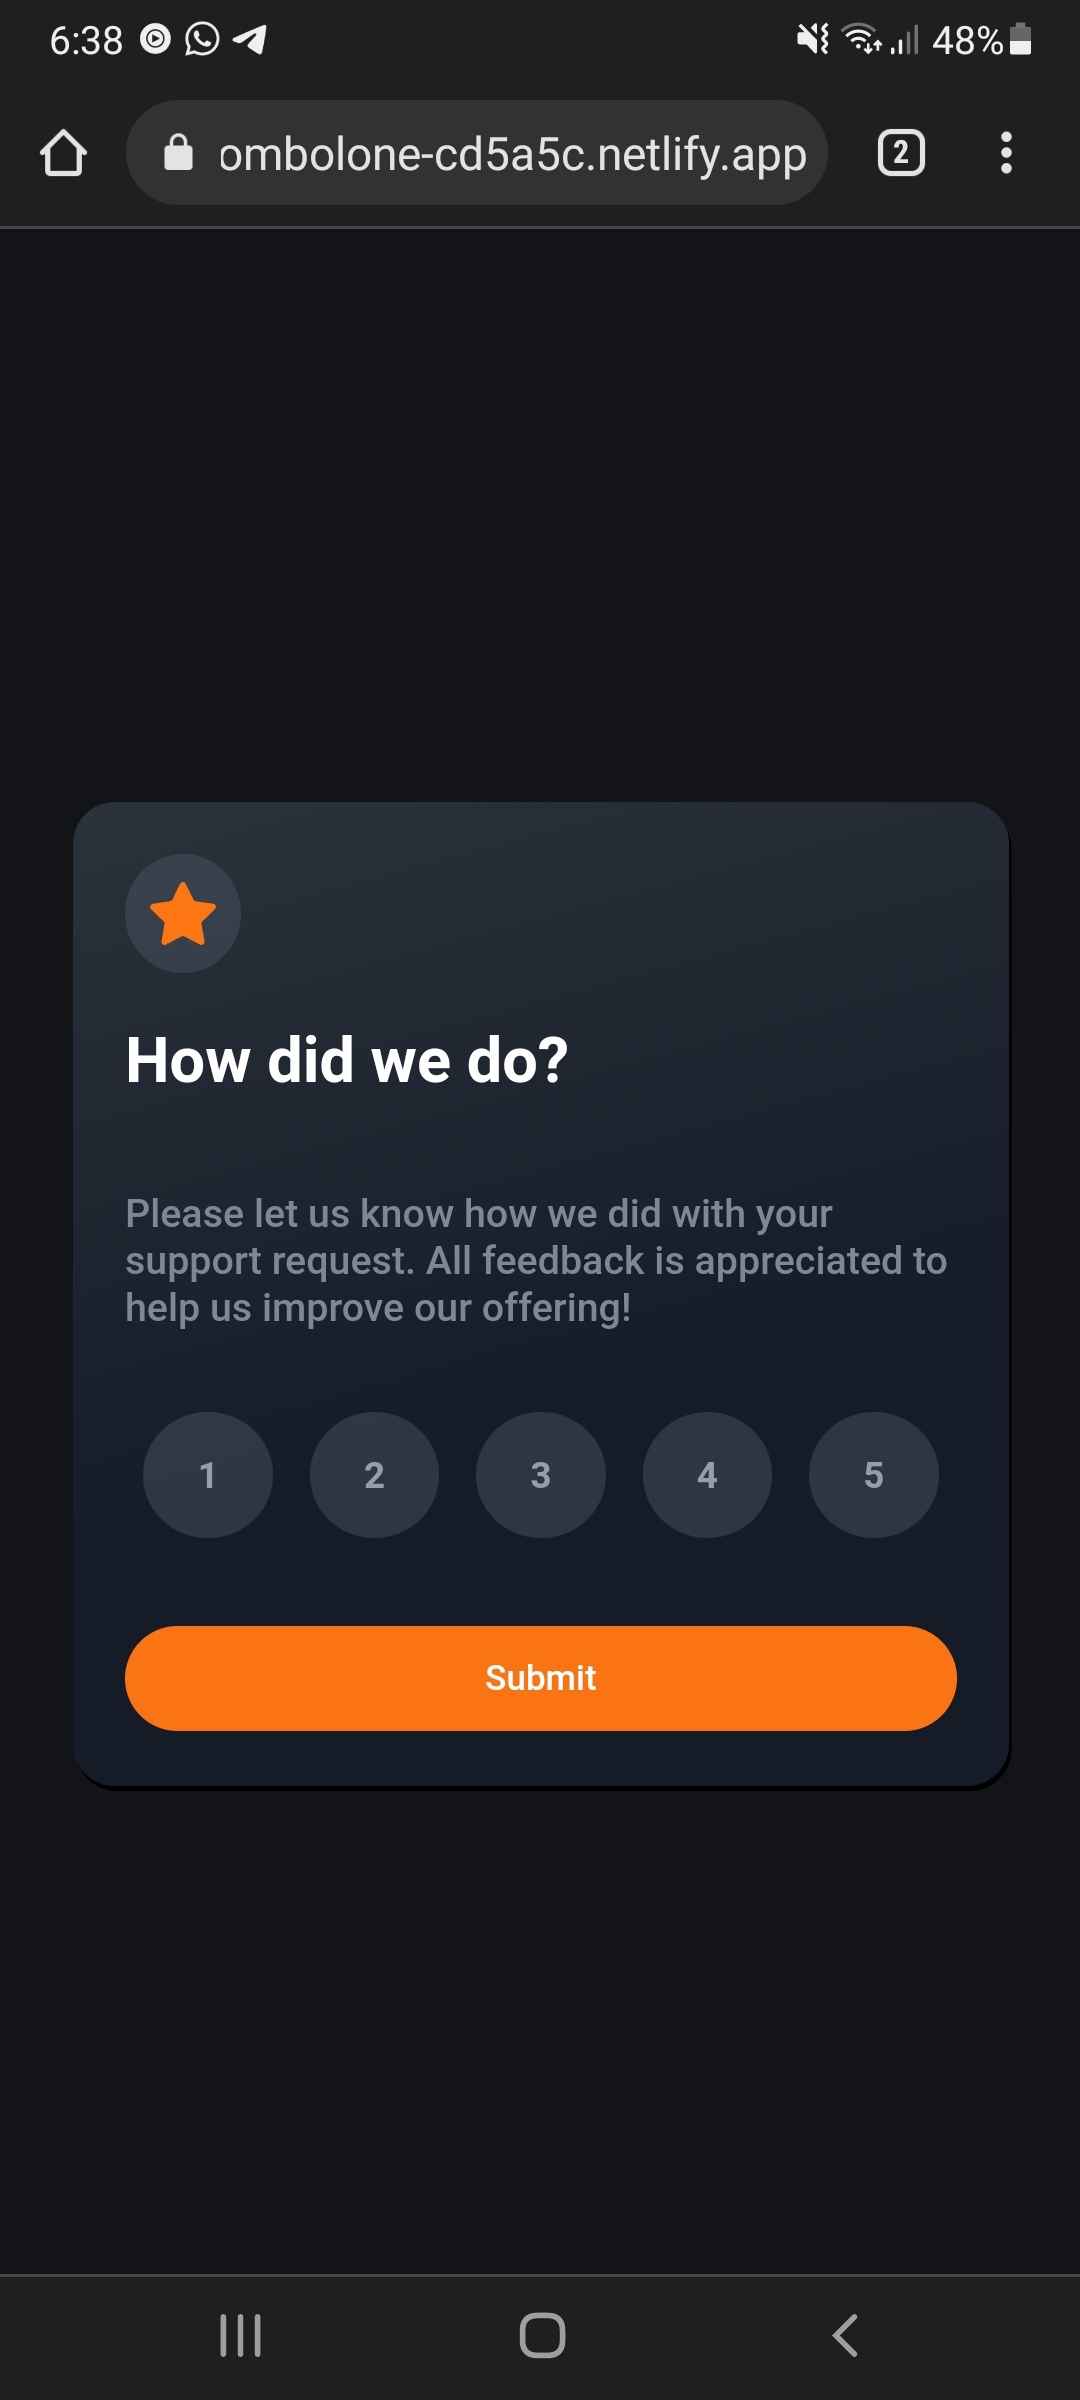 6:38
48%
ombolone-cd5a5c.netlify.app
2
How did we do?
Please let us know how we did with your
support request. All feedback is appreciated to
help us improve our offering!
1 2 3 4 5
Submit